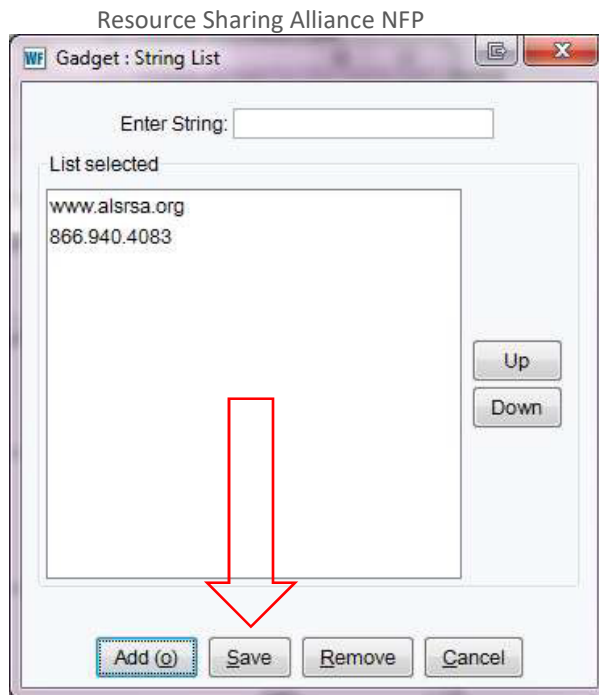 Resource Sharing Alliance NFP
WF Gadget : String List
Enter String:
List selected
www.alsrsa.org
866.940.4083
Up
Down
Add (o) Save Remove Cancel